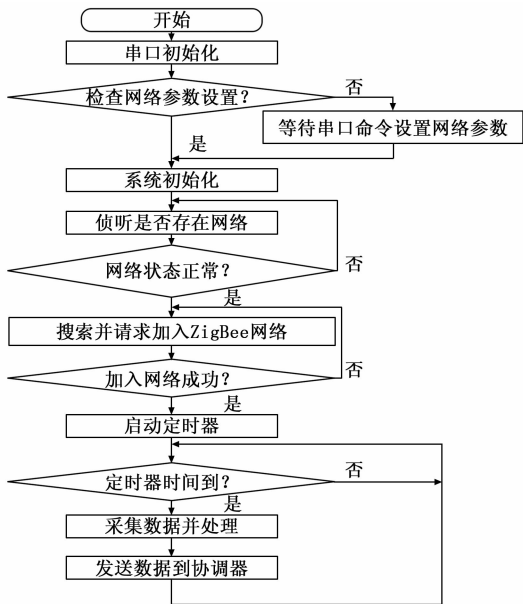 开始
串口初始化
检查网络参数设置?
否
等待串口命令设置网络参数
是
系统初始化
侦听是否存在网络
网络状态正常?
否
是
搜索并请求加入ZigBee网络
加入网络成功?
否
是
启动定时器
定时器时间到?
否
是
采集数据并处理
发送数据到协调器